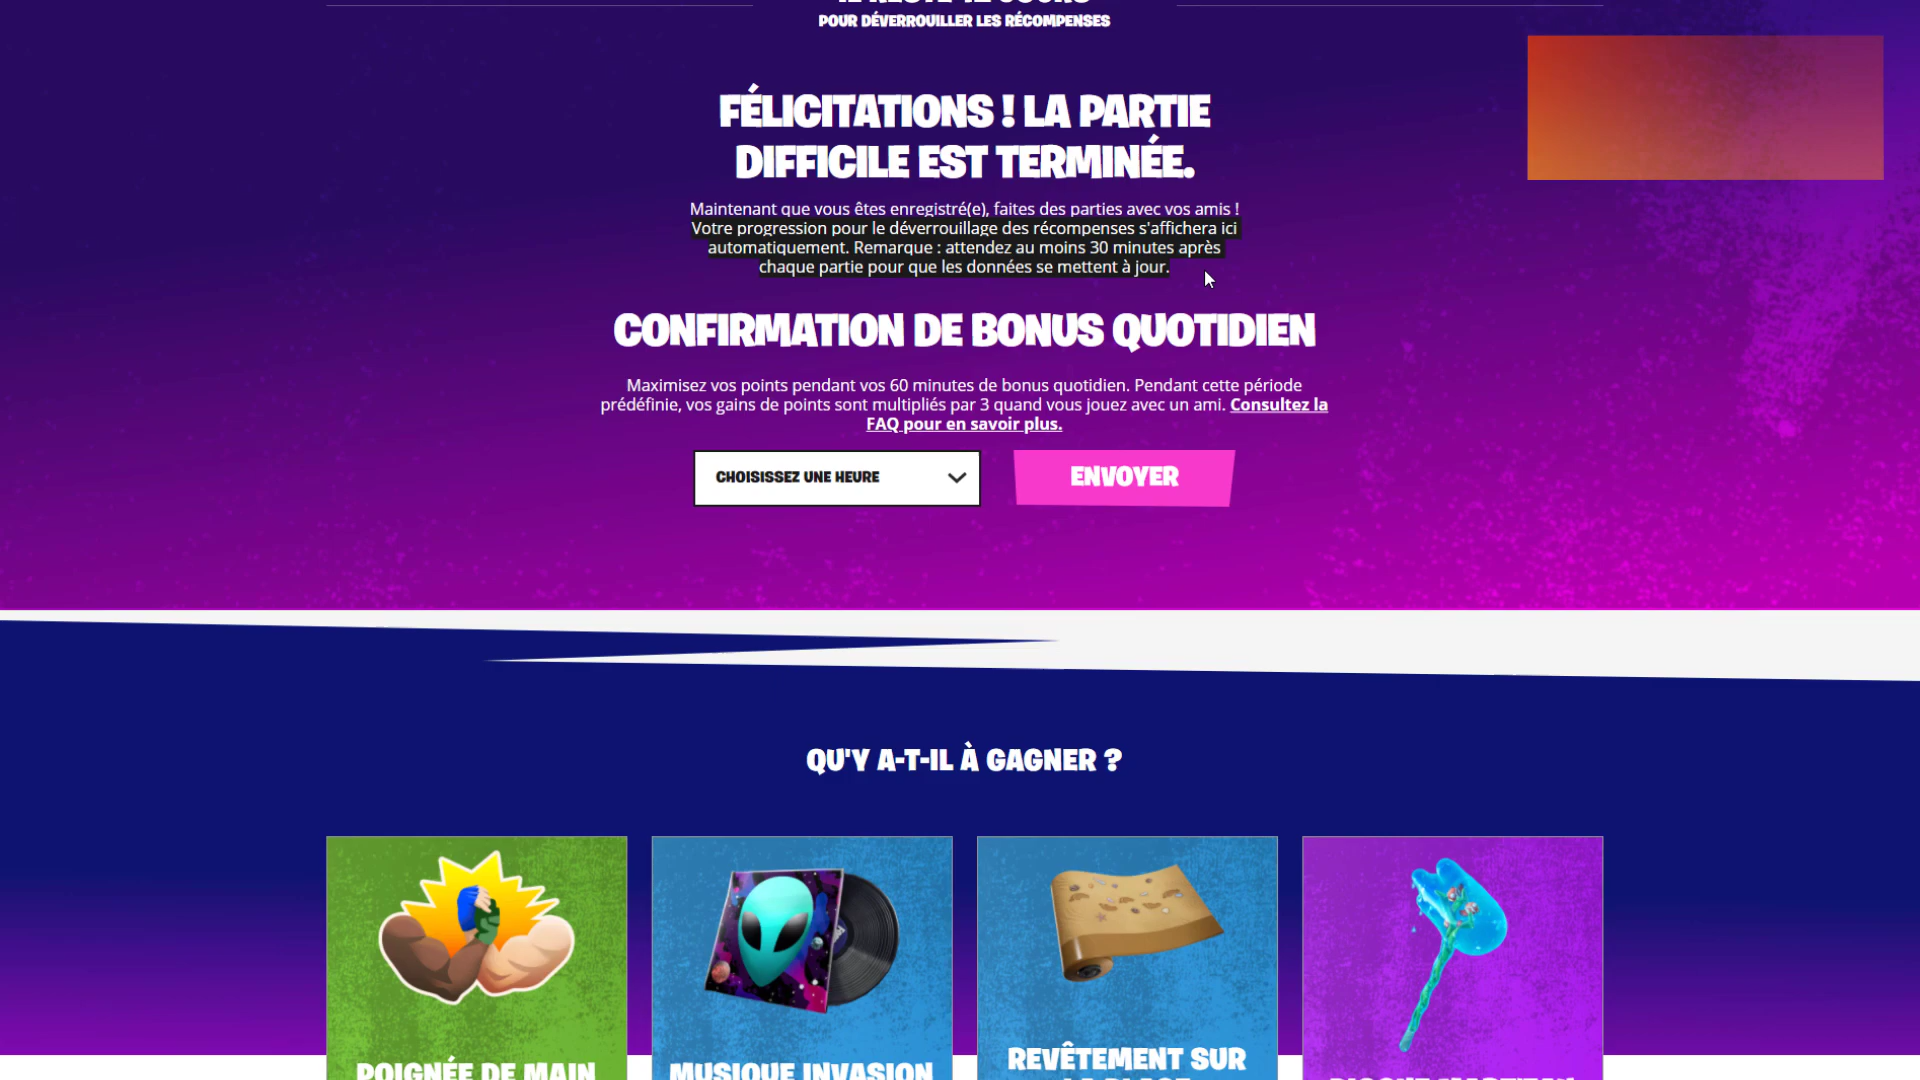 POUR DÉVERROUILLER LES RÉCOMPENSES
FÉLICITATIONS ! LA PARTIE
DIFFICILE EST TERMINÉE.
Maintenant que vous êtes enregistré(e), faites des parties avec vos amis !
Votre progression pour le déverrouillage des récompenses s'affichera ici
automatiquement. Remarque : attendez au moins 30 minutes après
chaque partie pour que les données se mettent à jour.
CONFIRMATION DE BONUS QUOTIDIEN
Maximisez vos points pendant vos 60 minutes de bonus quotidien. Pendant cette période
prédéfinie, vos gains de points sont multipliés par 3 quand vous jouez avec un ami. Consultez la
FAQ pour en savoir plus.
CHOISISSEZ UNE HEURE
ENVOYER
QU'Y A-T-IL À GAGNER ?
POIGNÉE DE MAIN
MUSIQUE INVASION
REVÊTEMENT SUR
LA PLAGE